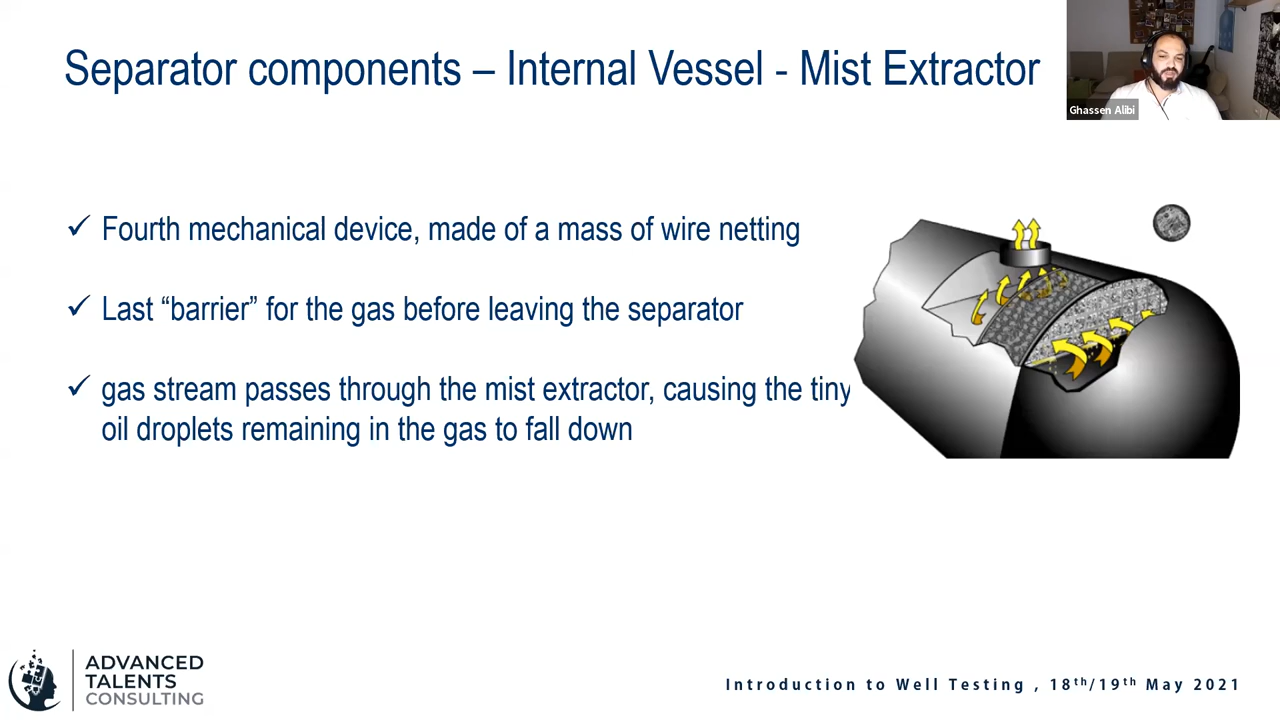 Separator components – Internal Vessel - Mist Extractor
Ghassen Alibi
✓ Fourth mechanical device, made of a mass of wire netting
✓ Last “barrier” for the gas before leaving the separator
✓ gas stream passes through the mist extractor, causing the tiny
oil droplets remaining in the gas to fall down
ADVANCED
TALENTS
CONSULTING
Introduction to Well Testing , 18th/19th May 2021